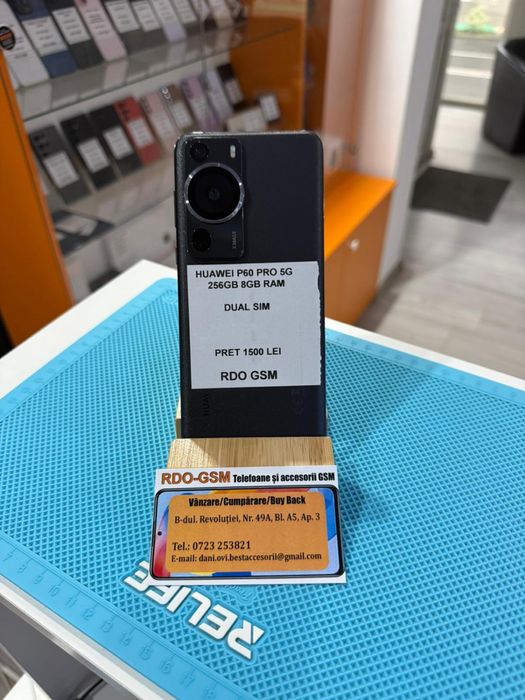 XMAGE
HUAWEI P60 PRO 5G
256GB 8GB RAM
DUAL SIM
PRET 1500 LEI
RDO GSM
HUAWEI
RDO-GSM Telefoane și accesorii GSM
Vânzare/Cumpărare/Buy Back
B-dul. Revoluției, Nr. 49A, Bl. A5, Ap. 3
Tel.: 0723 253821
E-mail: dani.ovi.bestaccesorii@gmail.com
RELIFE